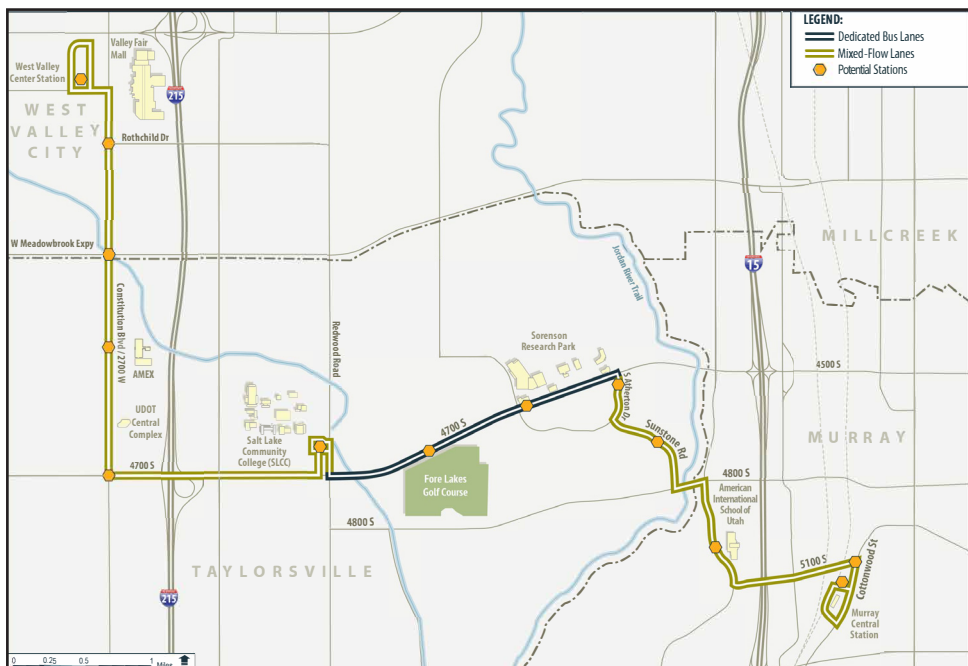 LEGEND:
Dedicated Bus Lanes
Mixed-Flow Lanes
Potential Stations
Valley Fair
Mall
West Valley
Center Station
215
WEST
VALLEY
CITY
Rothchild Dr
W Meadowbrook Expy
MILLCREEK
15
Jordan River Trail
Constitution Blvd / 2700 W
Redwood Road
Sorenson
Research Park
AMEX
4500 S
S Atherton Dr
UDOT
Central
Complex
4700 S
Sunstone Rd
MURRAY
Salt Lake
Community
College (SLCC)
4700 S
Fore Lakes
Golf Course
4800 S
American
International
School of
Utah
4800 S
5100 S
Cottonwood St
TAYLORSVILLE
215
Murray
Central
Station
0 0.25 0.5 1 Miles